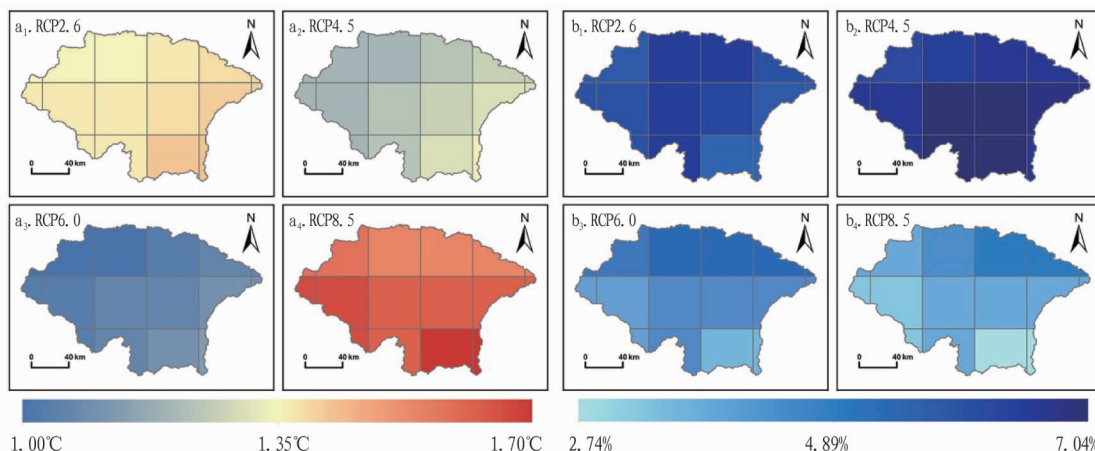 a₁. RCP2.6 N
0 40 km
a₂. RCP4.5 N
0 40 km
b₁. RCP2.6 N
0 40 km
b₂. RCP4.5 N
0 40 km
a₃. RCP6.0 N
0 40 km
a₄. RCP8.5 N
0 40 km
b₃. RCP6.0 N
0 40 km
b₄. RCP8.5 N
0 40 km
1.00℃ 1.35℃ 1.70℃
2.74% 4.89% 7.04%